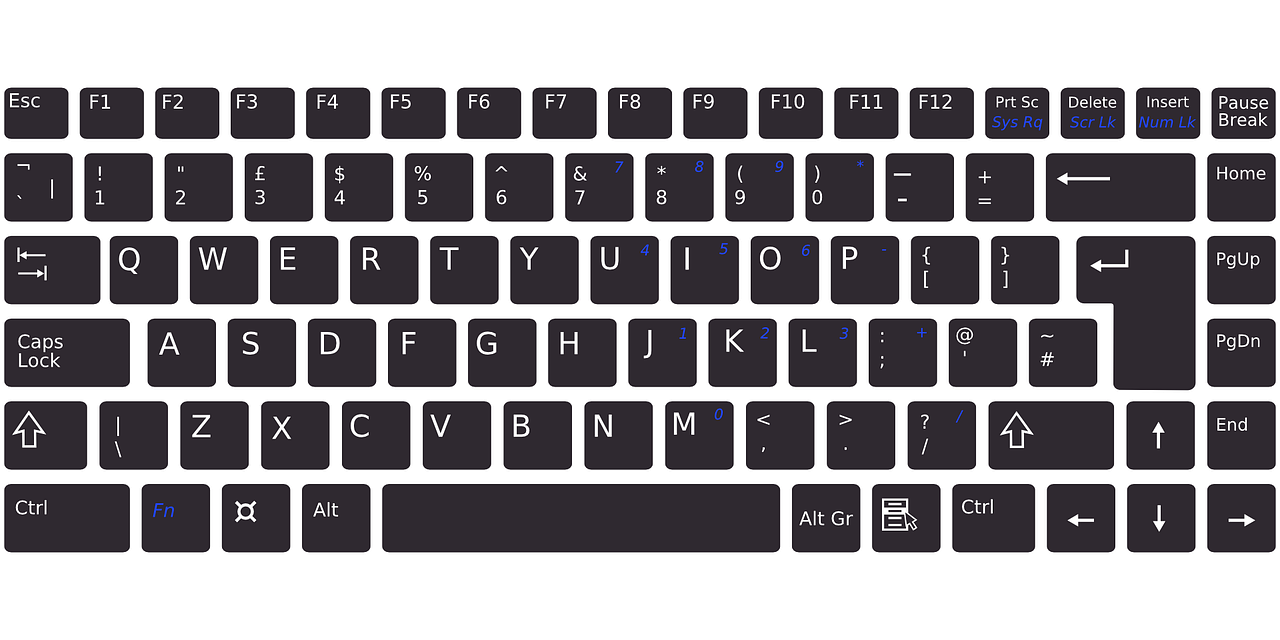 Esc F1 F2 F3 F4 F5 F6 F7 F8 F9 F10 F11 F12 Prt Sc Delete Insert Pause
Sys Rq Scr Lk Num Lk Break
¬ ! " £ $ % ^ & 7 * 8 ( 9 ) * — + Home
` | 1 2 3 4 5 6 7 8 9 0 - =
Q W E R T Y U 4 I 5 O 6 P - { } PgUp
[ ]
Caps A S D F G H J 1 K 2 L 3 : + @ ~ PgDn
Lock ; ' #
| Z X C V B N M 0 < > ? / End
\ , . /
Ctrl Fn Alt Alt Gr Ctrl